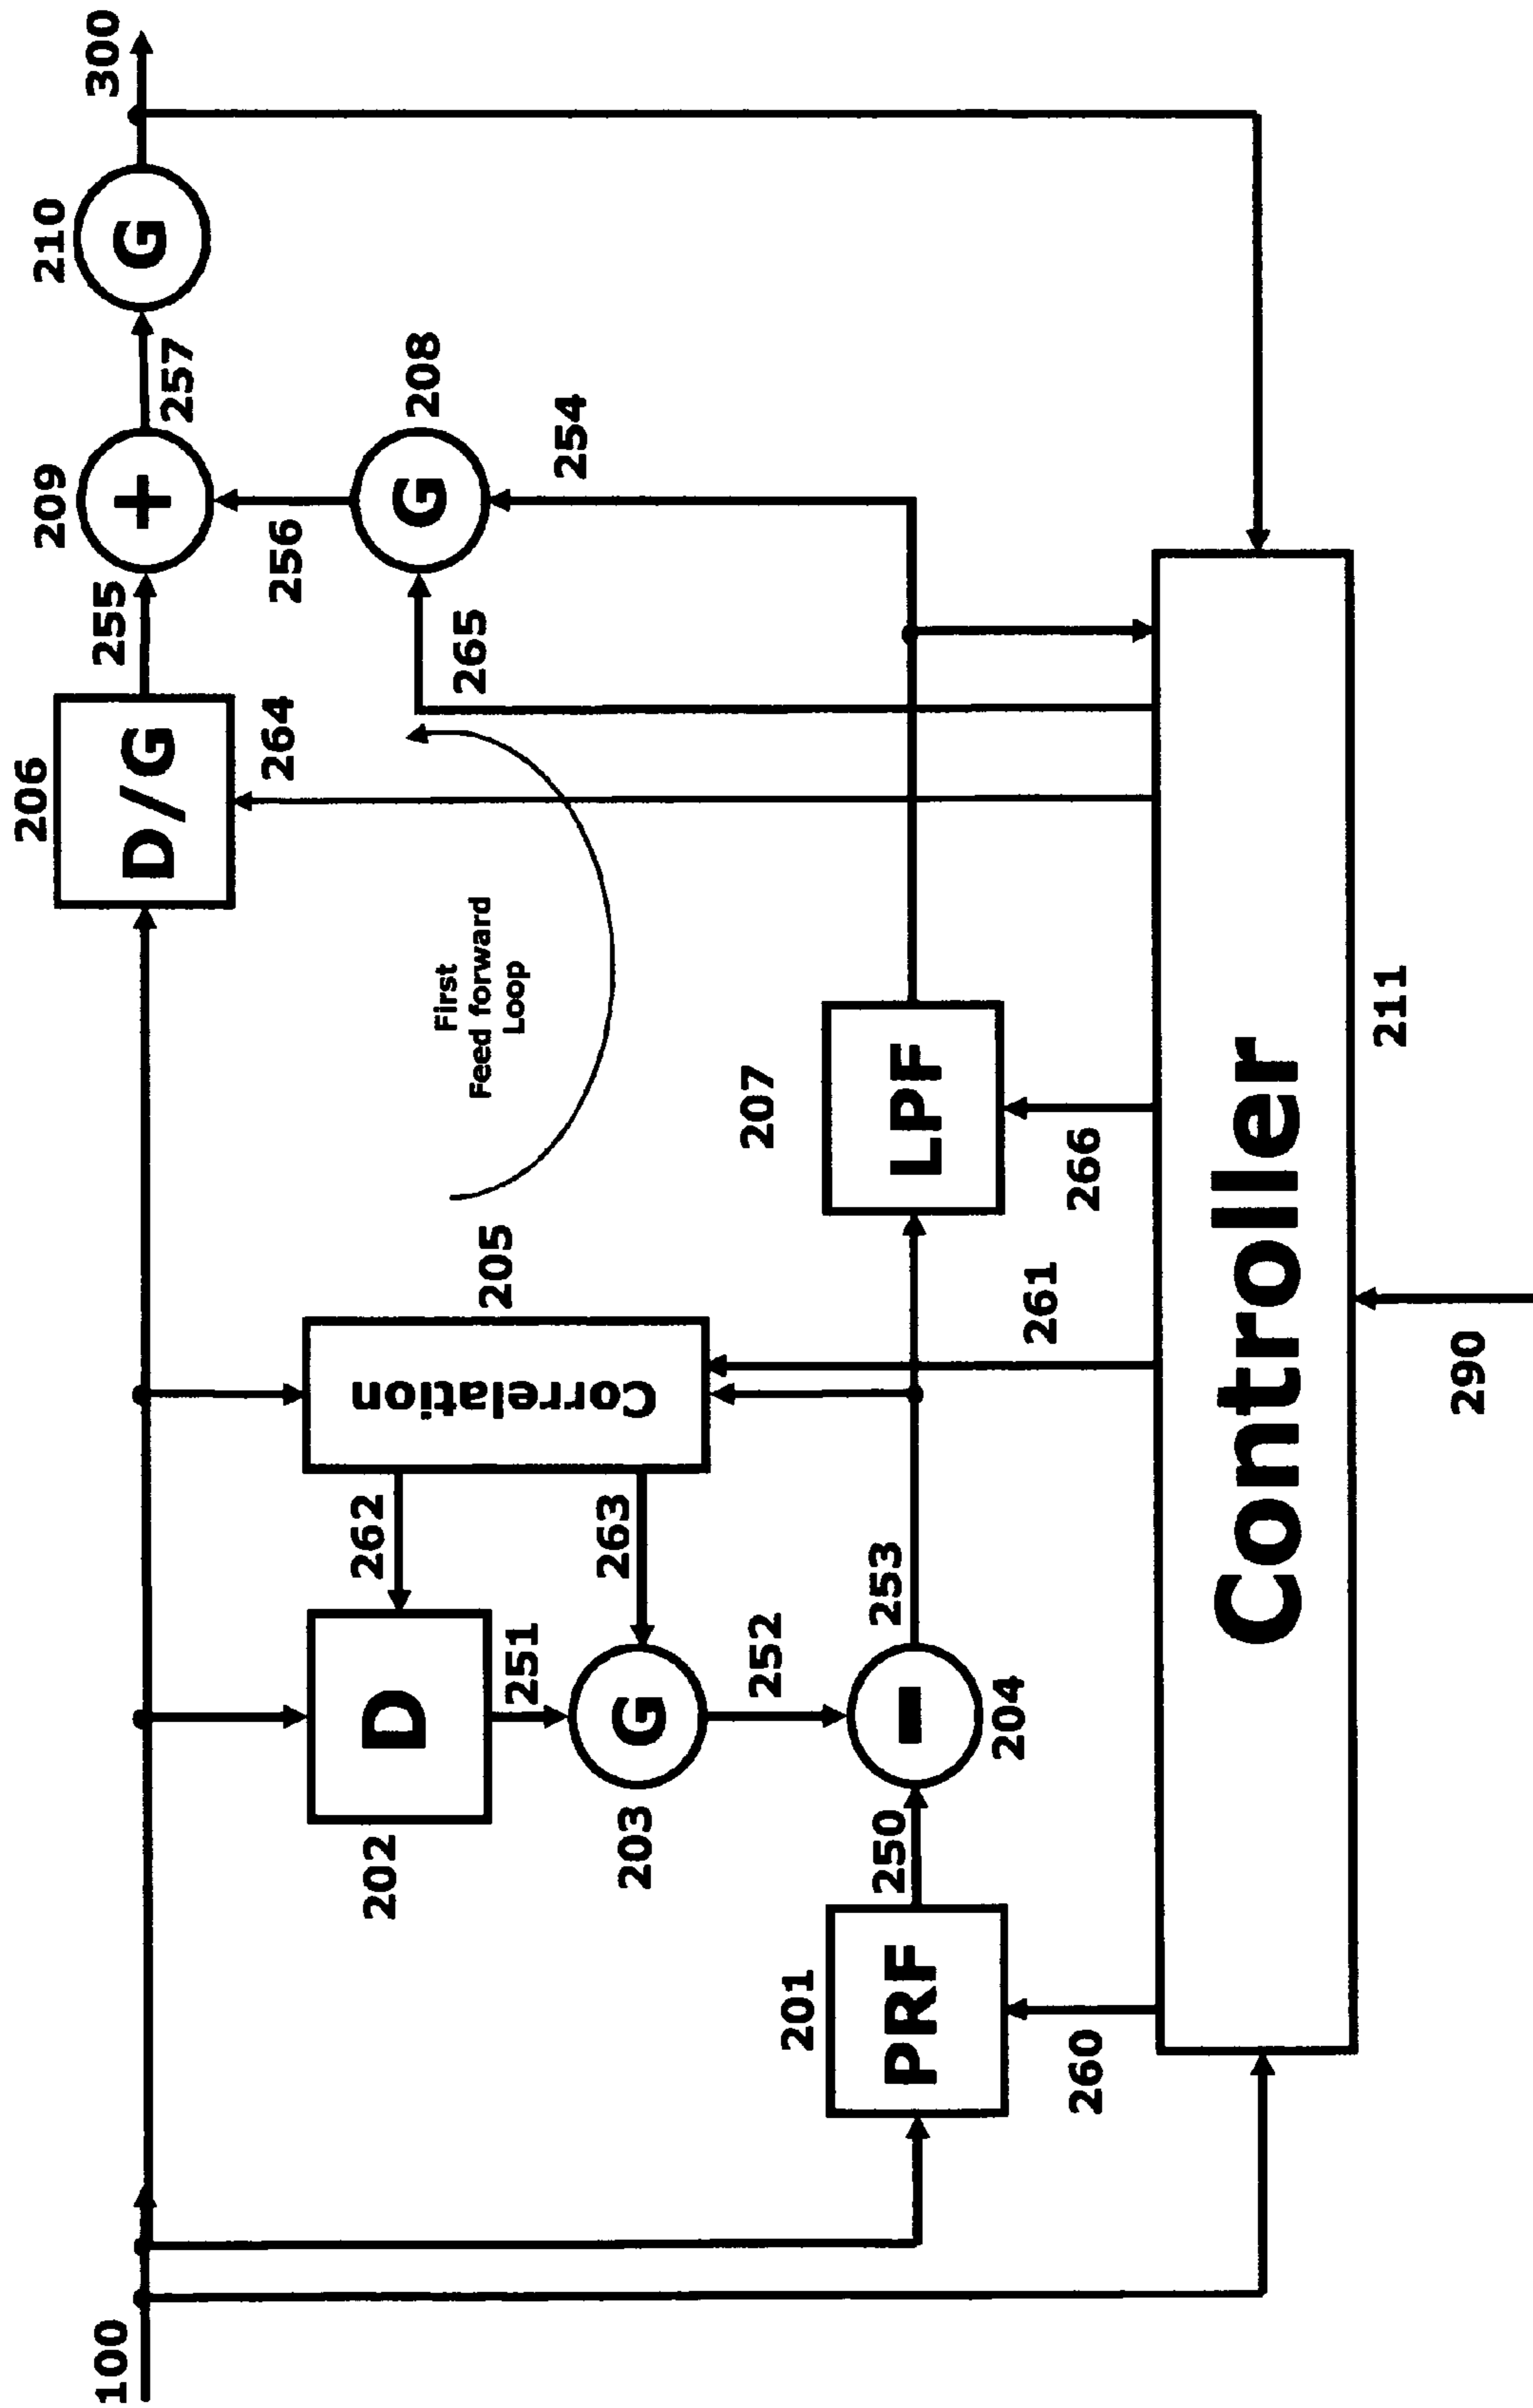 100
300
206
D/G
255
209
+
257
210
G
264
256
265
208
G
254
First
Feed forward
Loop
202
D
262
Correlation
205
251
263
203
G
252
201
PRF
250
204
-
253
207
LPF
260
261
266
Controller
211
290